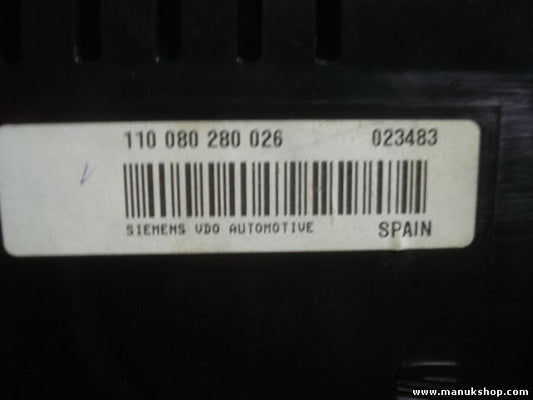 110 080 280 026 023483
SIEMENS VDO AUTOMOTIVE SPAIN
www.manukshop.com